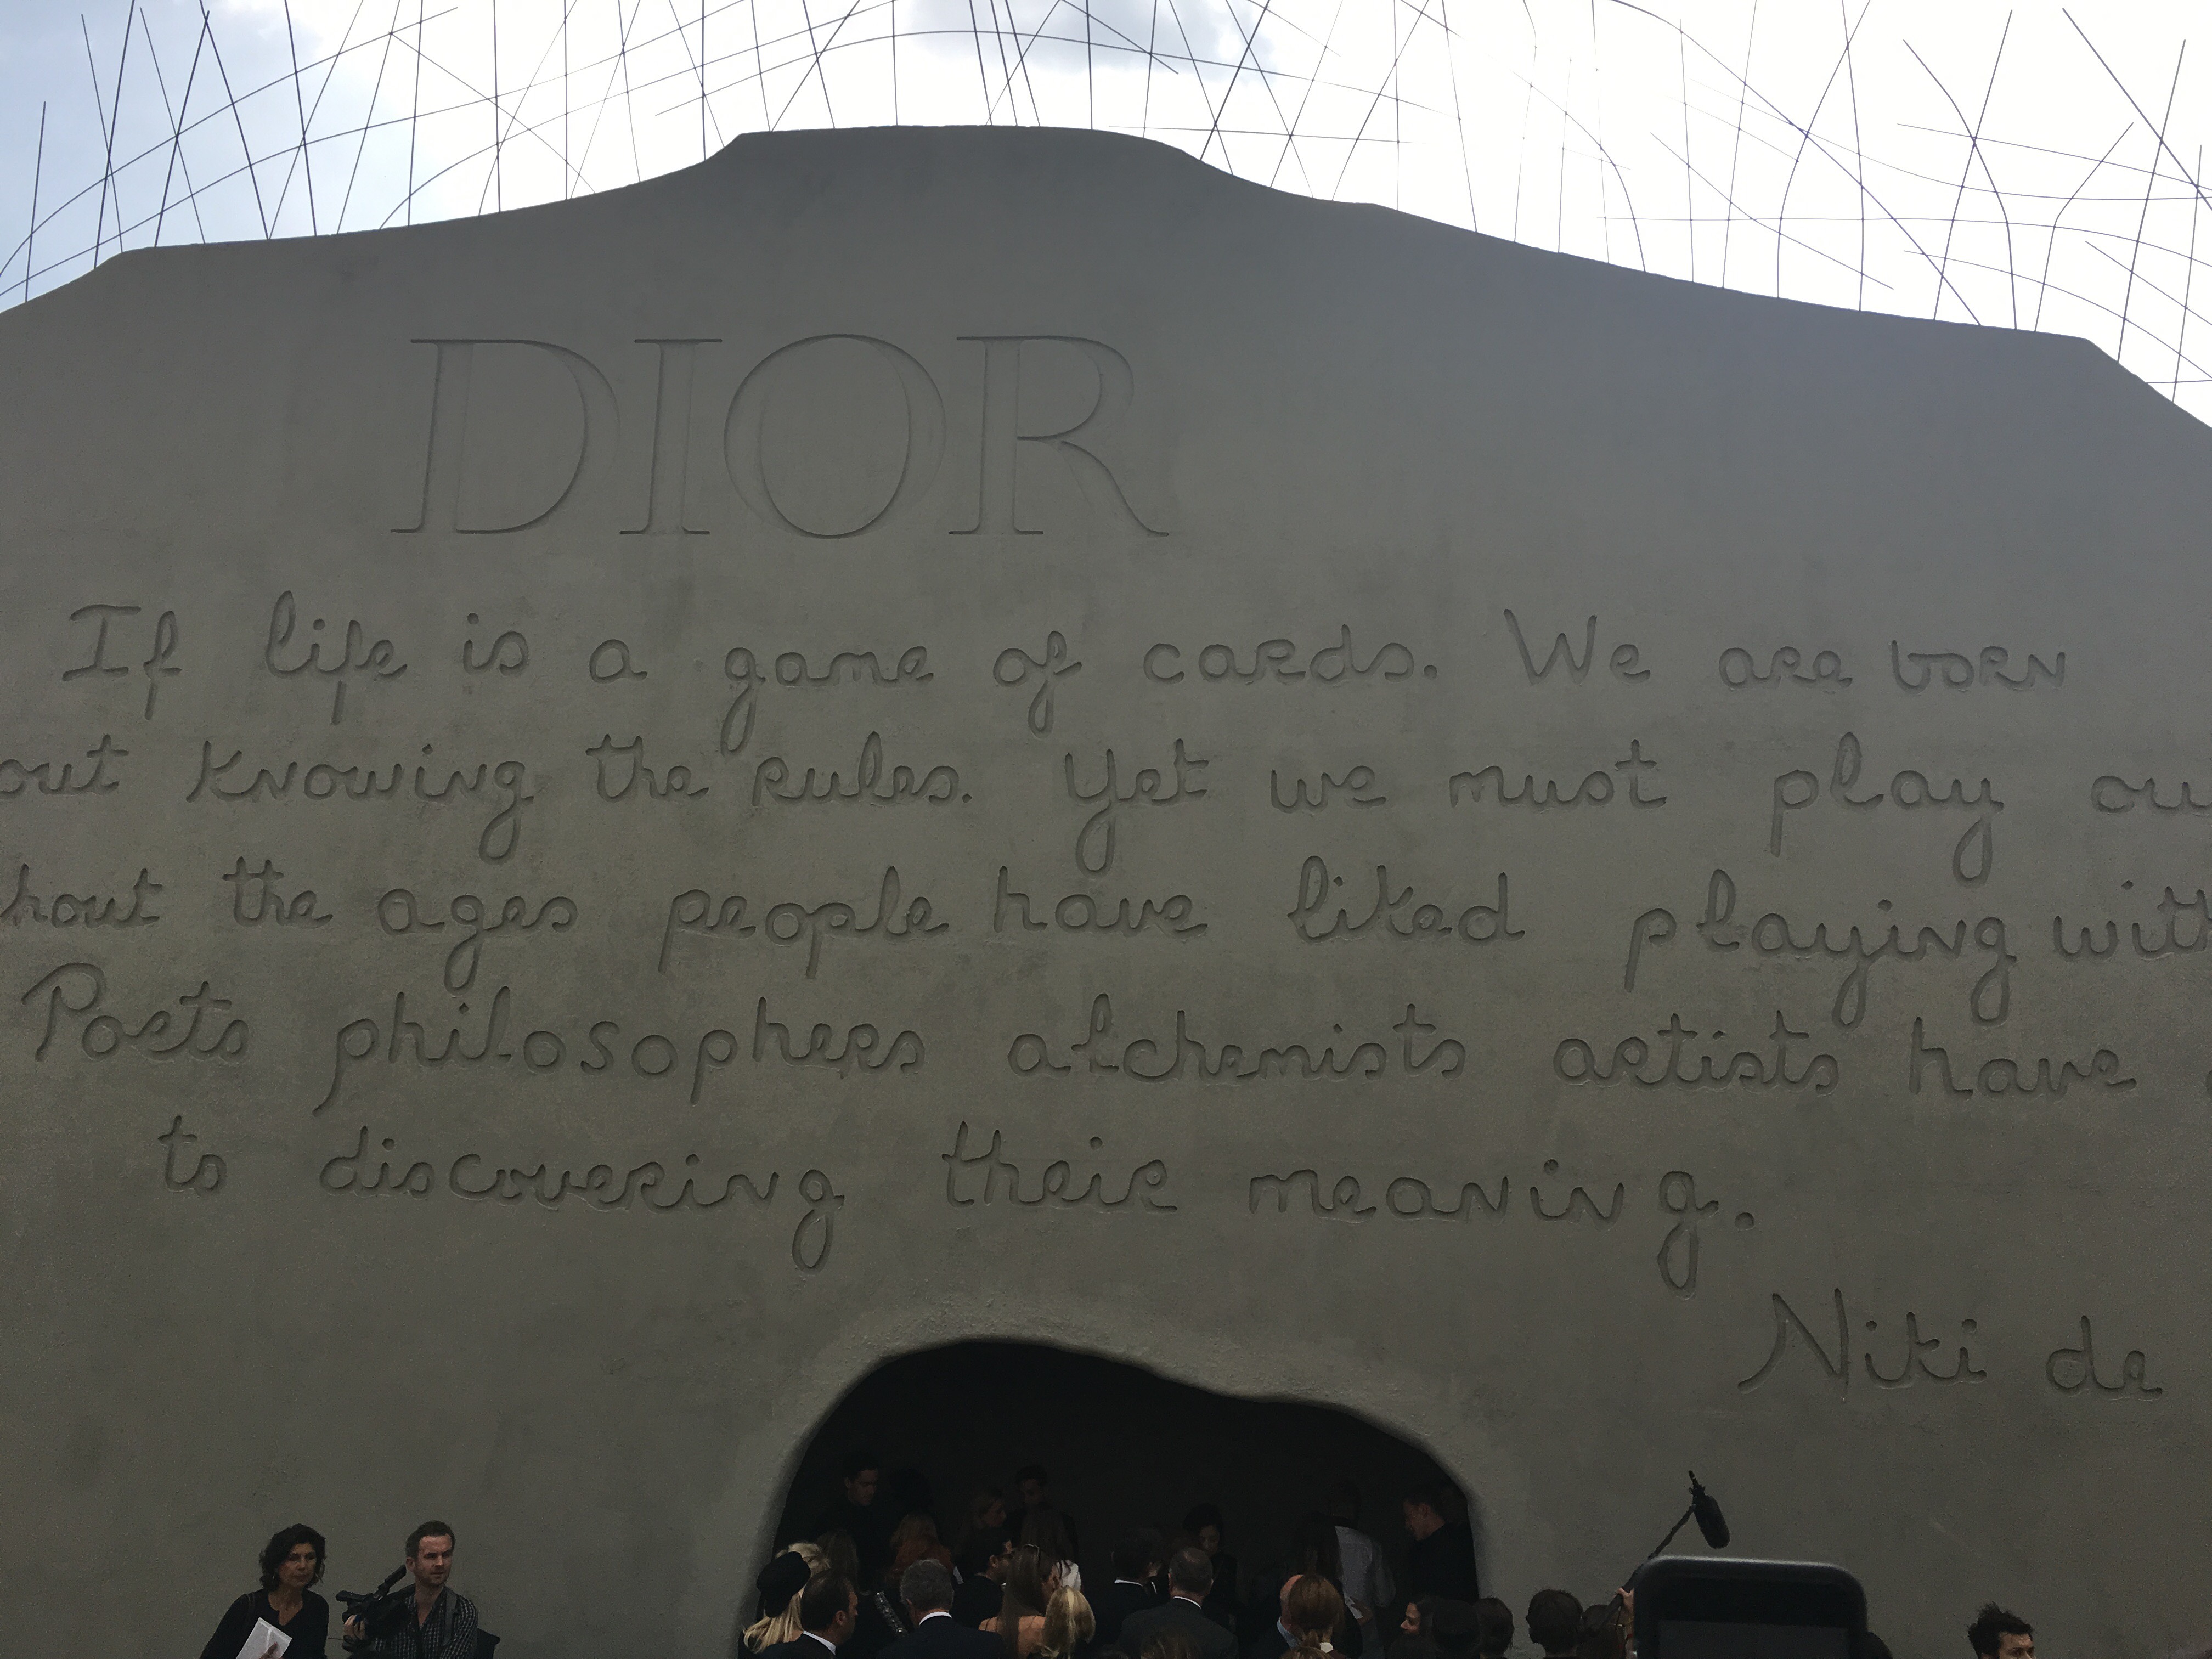 DIOR
If life is a game of cards. We are born
out knowing the rules. Yet we must play ou
hout the ages people have liked playing with
Poets philosophers alchemists artists have
to discovering their meaning.
Niki de